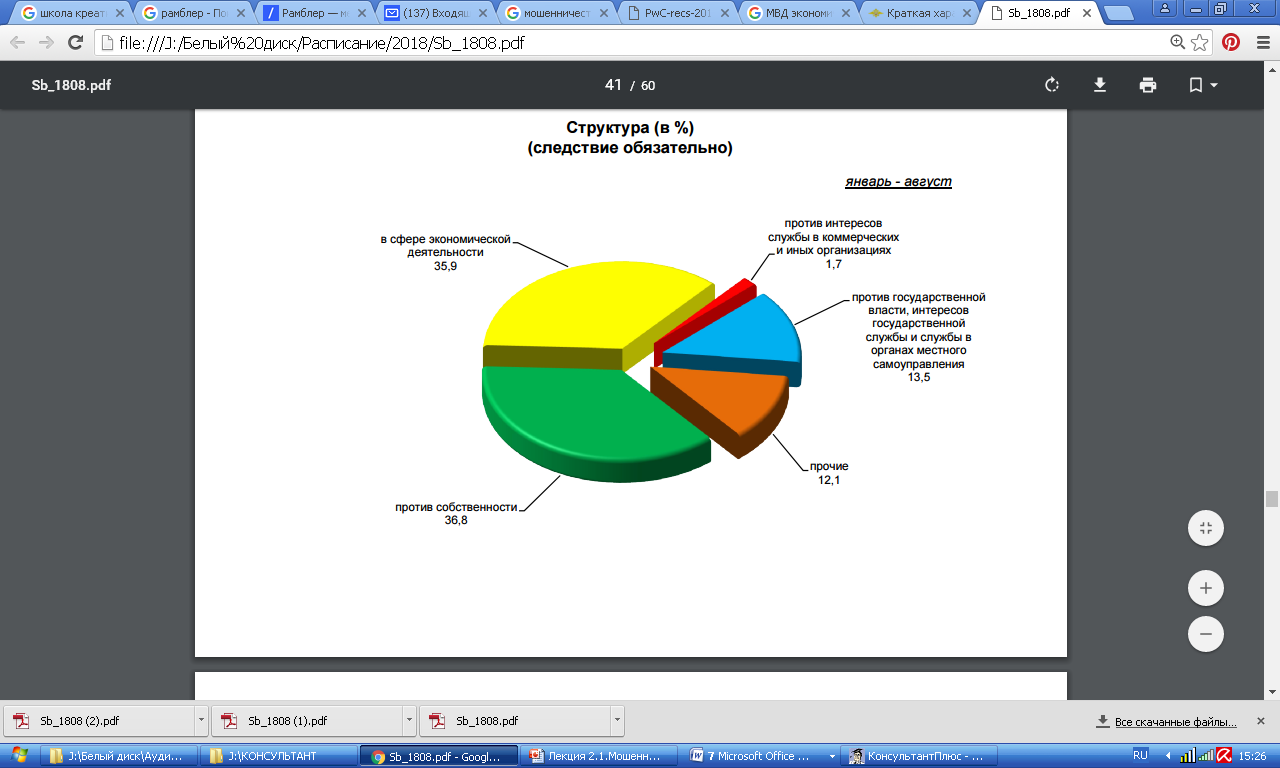 школа креат
рамблер - По
Рамблер — м
(137) Входящ
мошенничест
PwC-recs-201
МВД экономи
Краткая хар
Sb_1808.pdf
file:///J:/Белый%20диск/Расписание/2018/Sb_1808.pdf
Sb_1808.pdf
41 / 60
Структура (в %)
(следствие обязательно)
январь - август
против интересов
службы в коммерческих
и иных организациях
1,7
в сфере экономической
деятельности
35,9
против государственной
власти, интересов
государственной
службы и службы в
органах местного
самоуправления
13,5
прочие
12,1
против собственности
36,8
Sb_1808 (2).pdf
Sb_1808 (1).pdf
Sb_1808.pdf
Все скачанные файлы...
J:\Белый диск\Ауди...
J:\КОНСУЛЬТАНТ
Sb_1808.pdf - Googl...
Лекция 2.1.Мошенн...
7 Microsoft Office ...
КонсультантПлюс - ...
RU
15:26